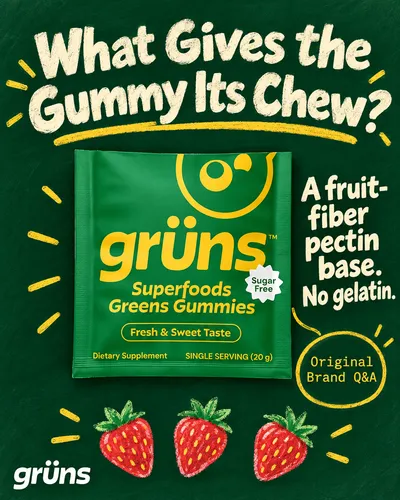 What Gives the
Gummy Its Chew?
grüns™
Sugar
Free
Superfoods
Greens Gummies
Fresh & Sweet Taste
Dietary Supplement
SINGLE SERVING (20 g)
A fruit-
fiber
pectin
base.
No gelatin.
Original
Brand Q&A
grüns